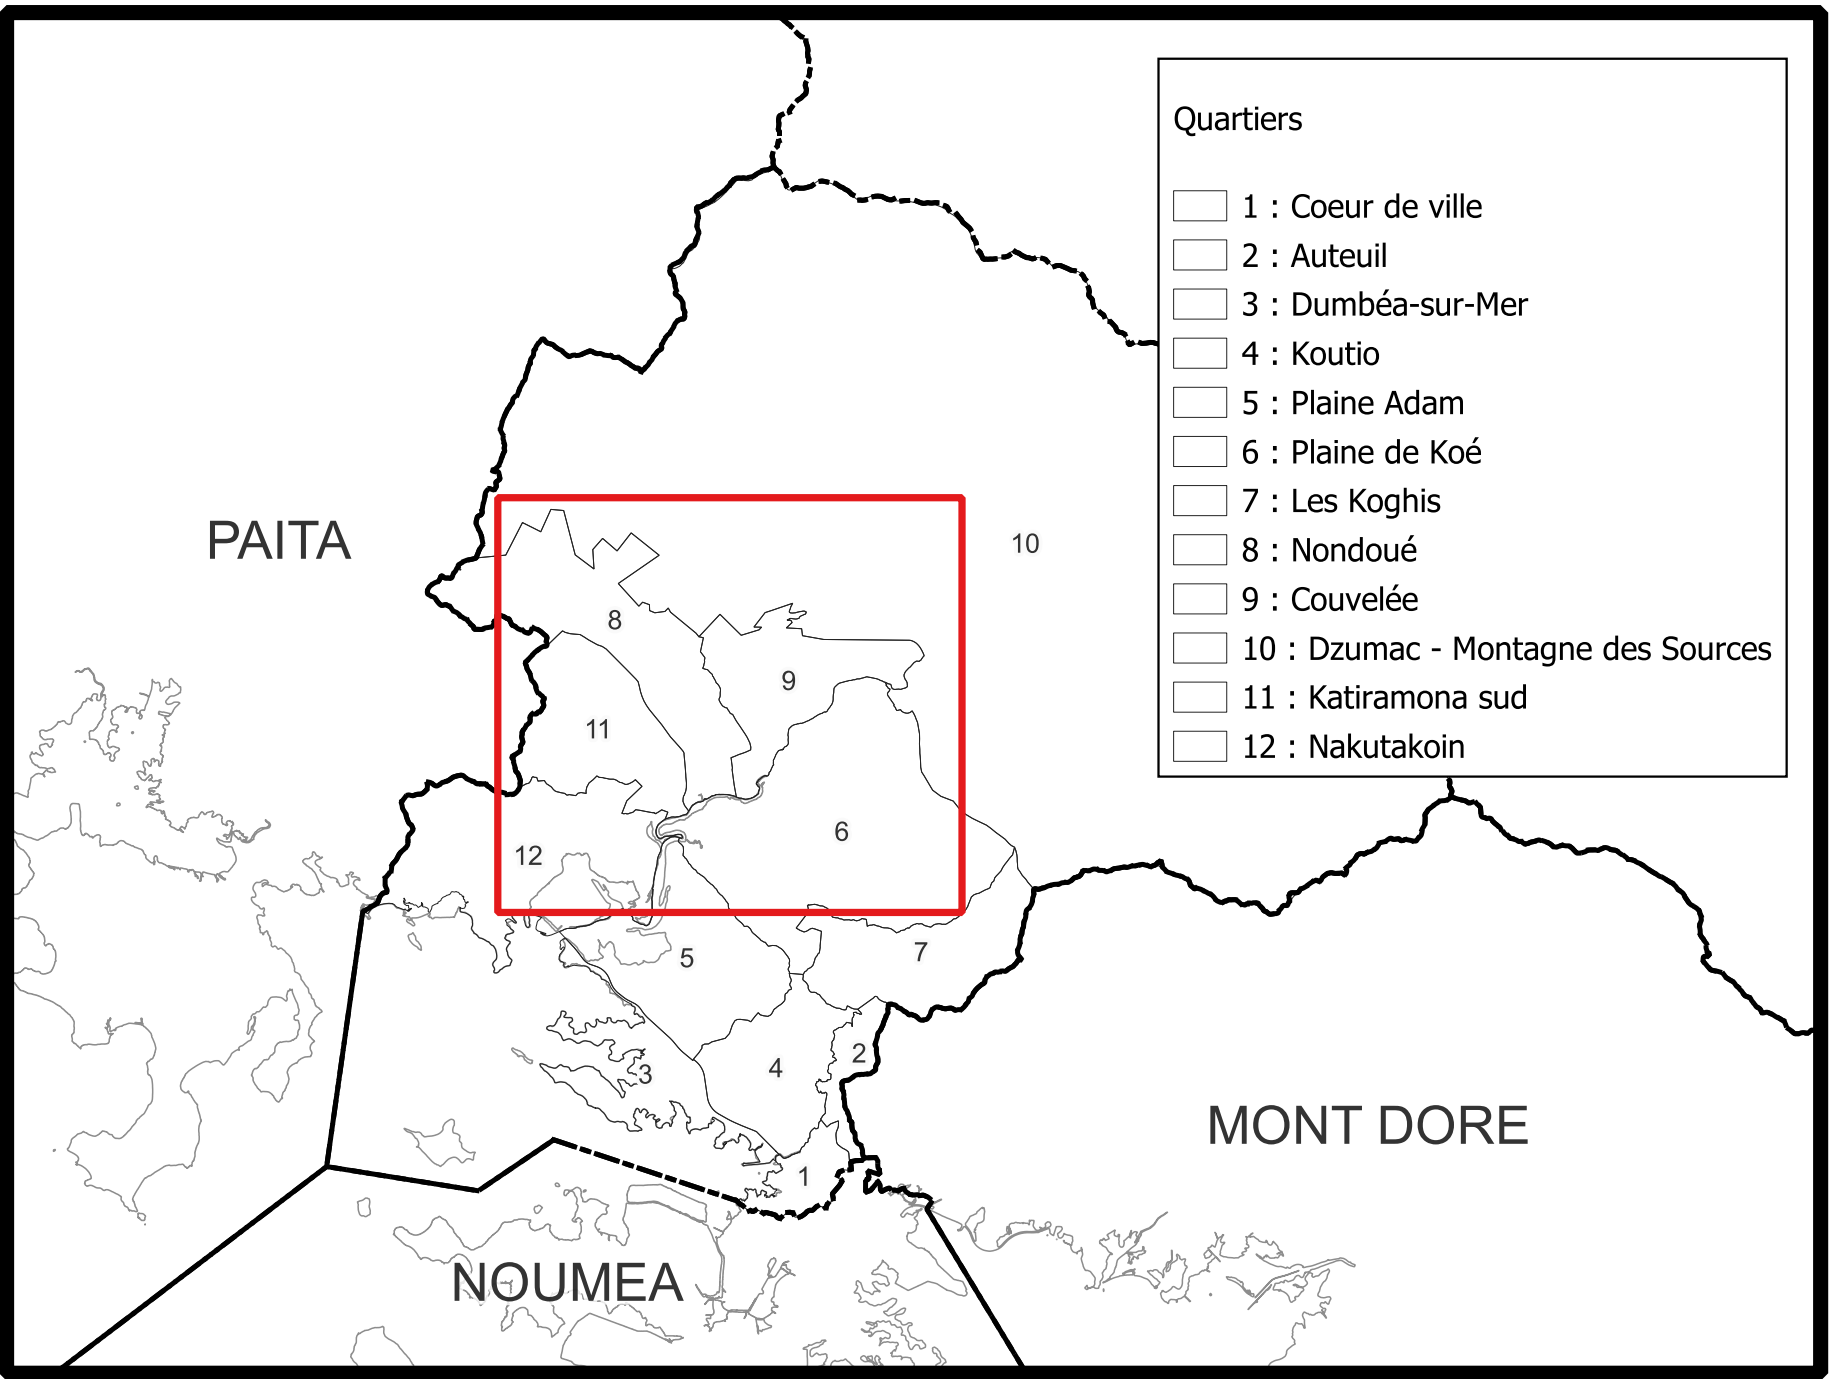 Quartiers
1 : Coeur de ville
2 : Auteuil
3 : Dumbéa-sur-Mer
4 : Koutio
5 : Plaine Adam
6 : Plaine de Koé
7 : Les Koghis
8 : Nondoué
9 : Couvelée
10 : Dzumac - Montagne des Sources
11 : Katiramona sud
12 : Nakutakoin
PAITA
10
8
9
11
6
12
7
5
2
4
3
MONT DORE
1
NOUMEA